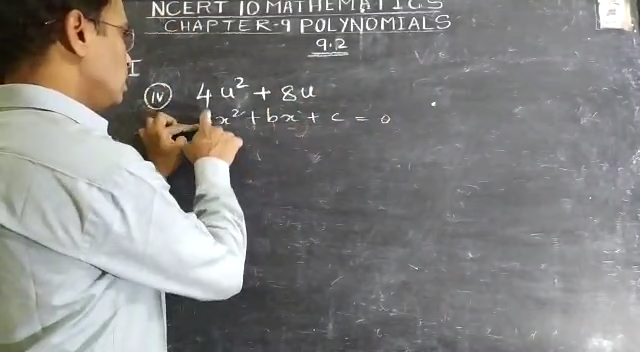 NCERT 10 MATHEMATICS
CHAPTER-9 POLYNOMIALS
9.2
I
(iv) 4u² + 8u
x² + bx + c = 0